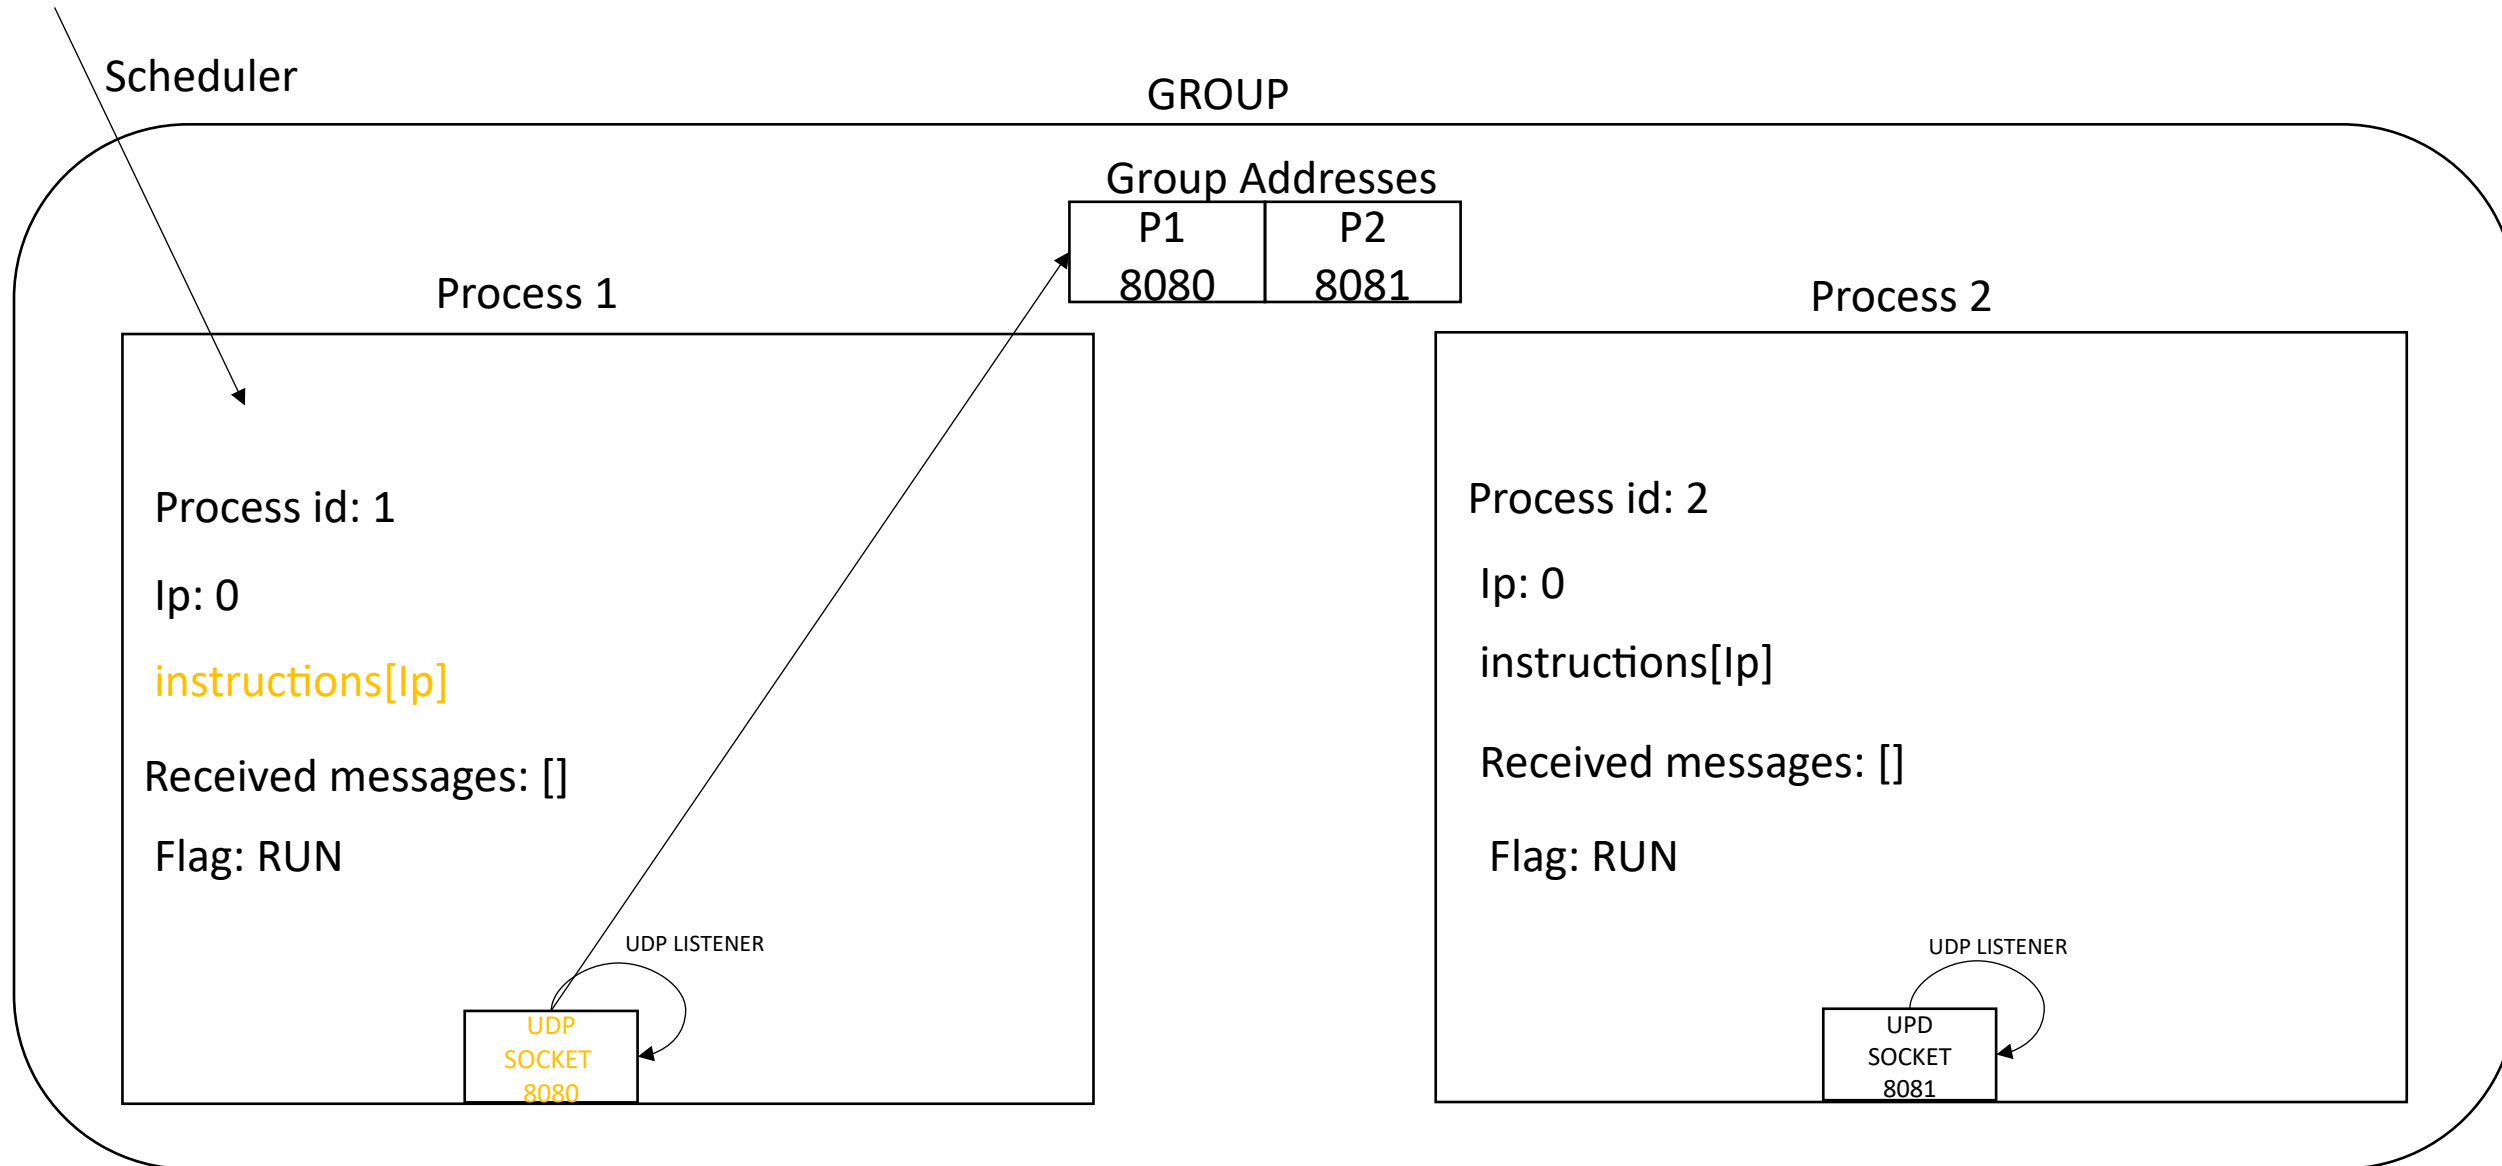 Scheduler
GROUP
Group Addresses
P1
8080
P2
8081
Process 1
Process id: 1
Ip: 0
instructions[Ip]
Received messages: []
Flag: RUN
UDP LISTENER
UDP
SOCKET
8080
Process 2
Process id: 2
Ip: 0
instructions[Ip]
Received messages: []
Flag: RUN
UDP LISTENER
UPD
SOCKET
8081